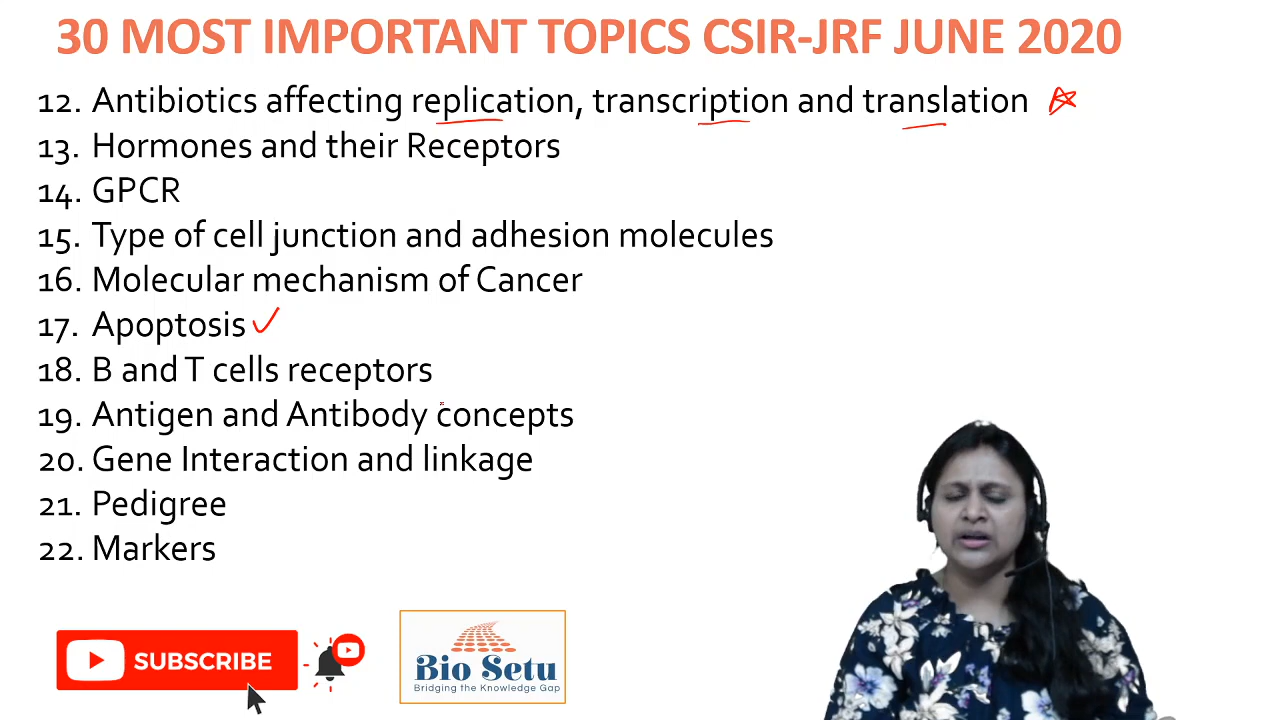 30 MOST IMPORTANT TOPICS CSIR-JRF JUNE 2020
12. Antibiotics affecting replication, transcription and translation
13. Hormones and their Receptors
14. GPCR
15. Type of cell junction and adhesion molecules
16. Molecular mechanism of Cancer
17. Apoptosis
18. B and T cells receptors
19. Antigen and Antibody concepts
20. Gene Interaction and linkage
21. Pedigree
22. Markers
SUBSCRIBE
Bio Setu
Bridging the Knowledge Gap